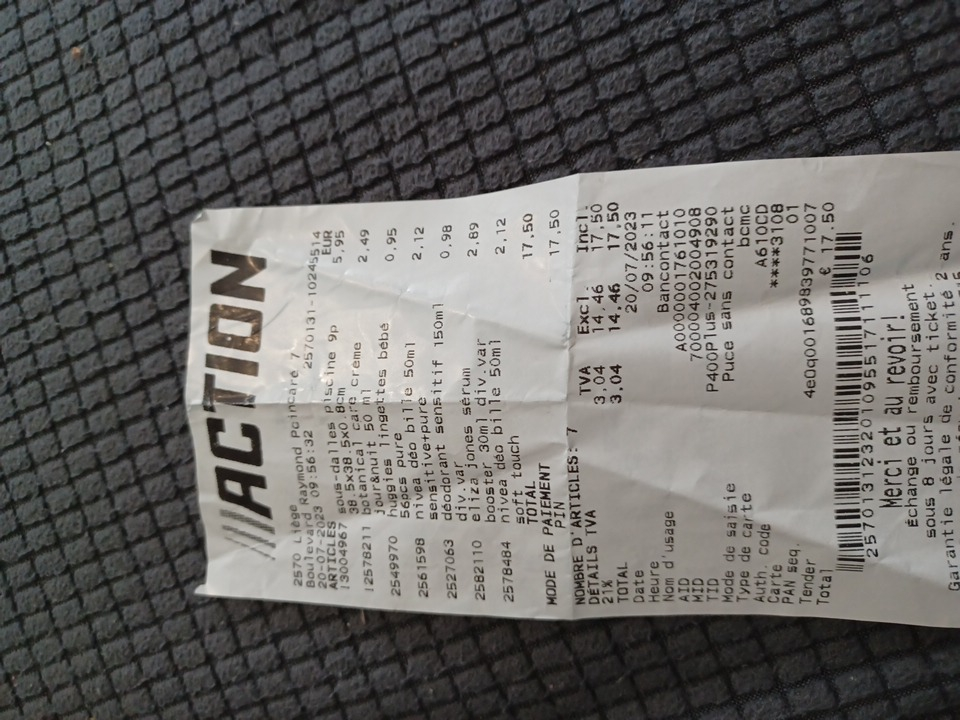 ACTION
2570 Liège
Boulevard Raymond Poincaré 7
20-07-2023 09:56:32 2570131-10245514
ARTICLES EUR
13004967 sous-dalles piscine 9p 5,95
38.5x38.5x0.8cm
12578211 botanical care crème 2,49
jour&nuit 50 ml
2549970 huggies lingettes bébé 0,95
56pcs pure
2561598 nivea déo bille 50ml 2,12
sensitive+pure
2527063 déodorant sensitif 150ml 0,98
div.var
2582110 eliza jones sérum 2,89
booster 30ml div.var
2578484 nivea déo bille 50ml 2,12
soft touch
TOTAL 17,50
MODE DE PAIEMENT
PIN 17,50
NOMBRE D'ARTICLES: 7
DÉTAILS TVA TVA Excl. Incl.
21% 3,04 14,46 17,50
TOTAL 3,04 14,46 17,50
Date 20/07/2023
Heure 09:56:11
Nom d'usage Bancontact
AID A0000001761010
MID 70000402004908
TID P400Plus-275319290
Mode de saisie Puce sans contact
Type de carte bcmc
Auth. code A610CD
Carte ****3108
PAN seq. 01
Tender 4e0q0016898397710​07
Total € 17.50
2570131232010955171111106
Merci et au revoir!
échange ou remboursement
sous 8 jours avec ticket.
Garantie légale de conformité 2 ans.